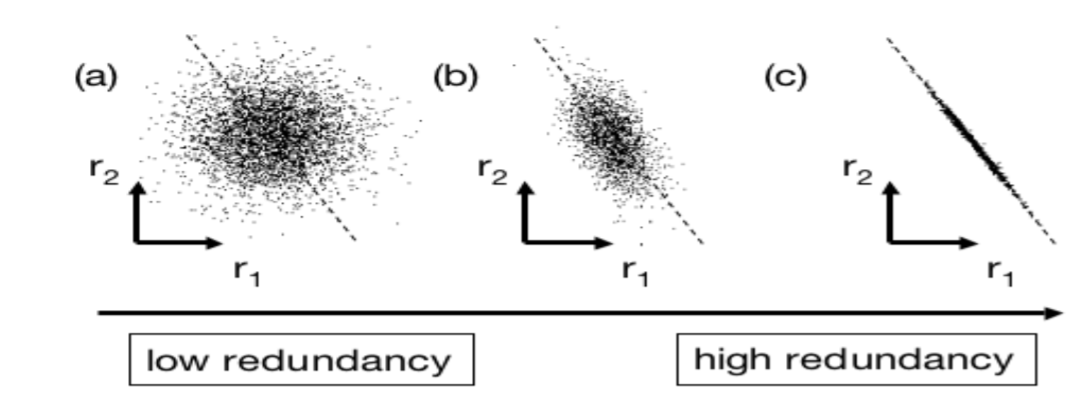 (a)
r2
r1
(b)
r2
r1
(c)
r2
r1
low redundancy
high redundancy